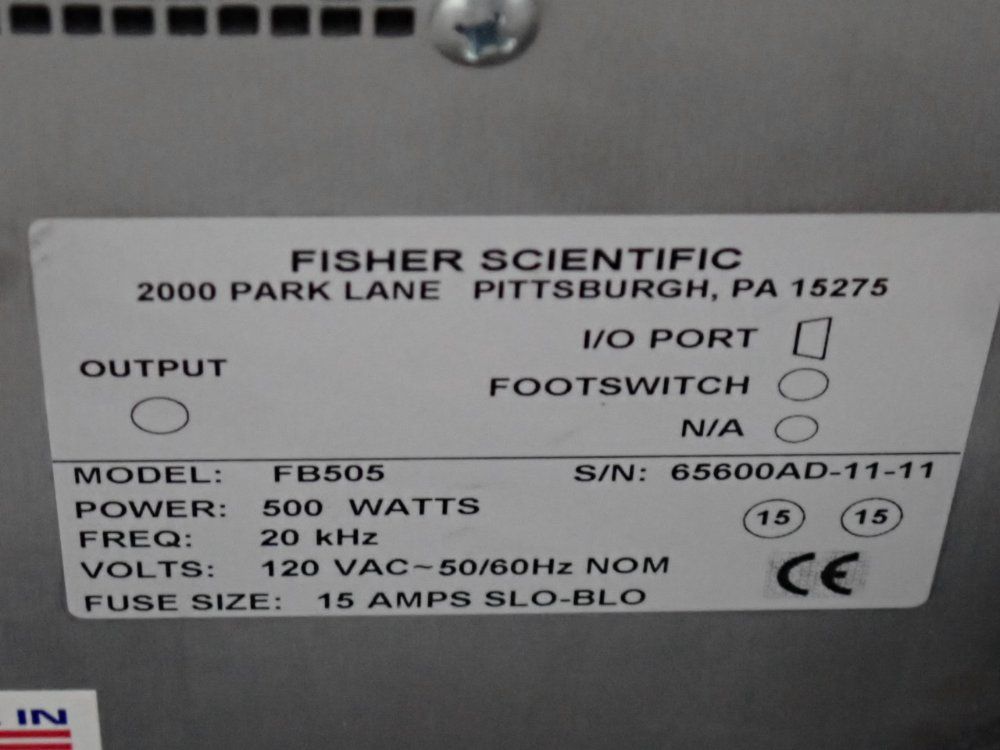 FISHER SCIENTIFIC
2000 PARK LANE PITTSBURGH, PA 15275
I/O PORT
OUTPUT
FOOTSWITCH
N/A
MODEL: FB505 S/N: 65600AD-11-11
POWER: 500 WATTS
15 15
FREQ: 20 kHz
VOLTS: 120 VAC~50/60Hz NOM
CE
FUSE SIZE: 15 AMPS SLO-BLO
IN